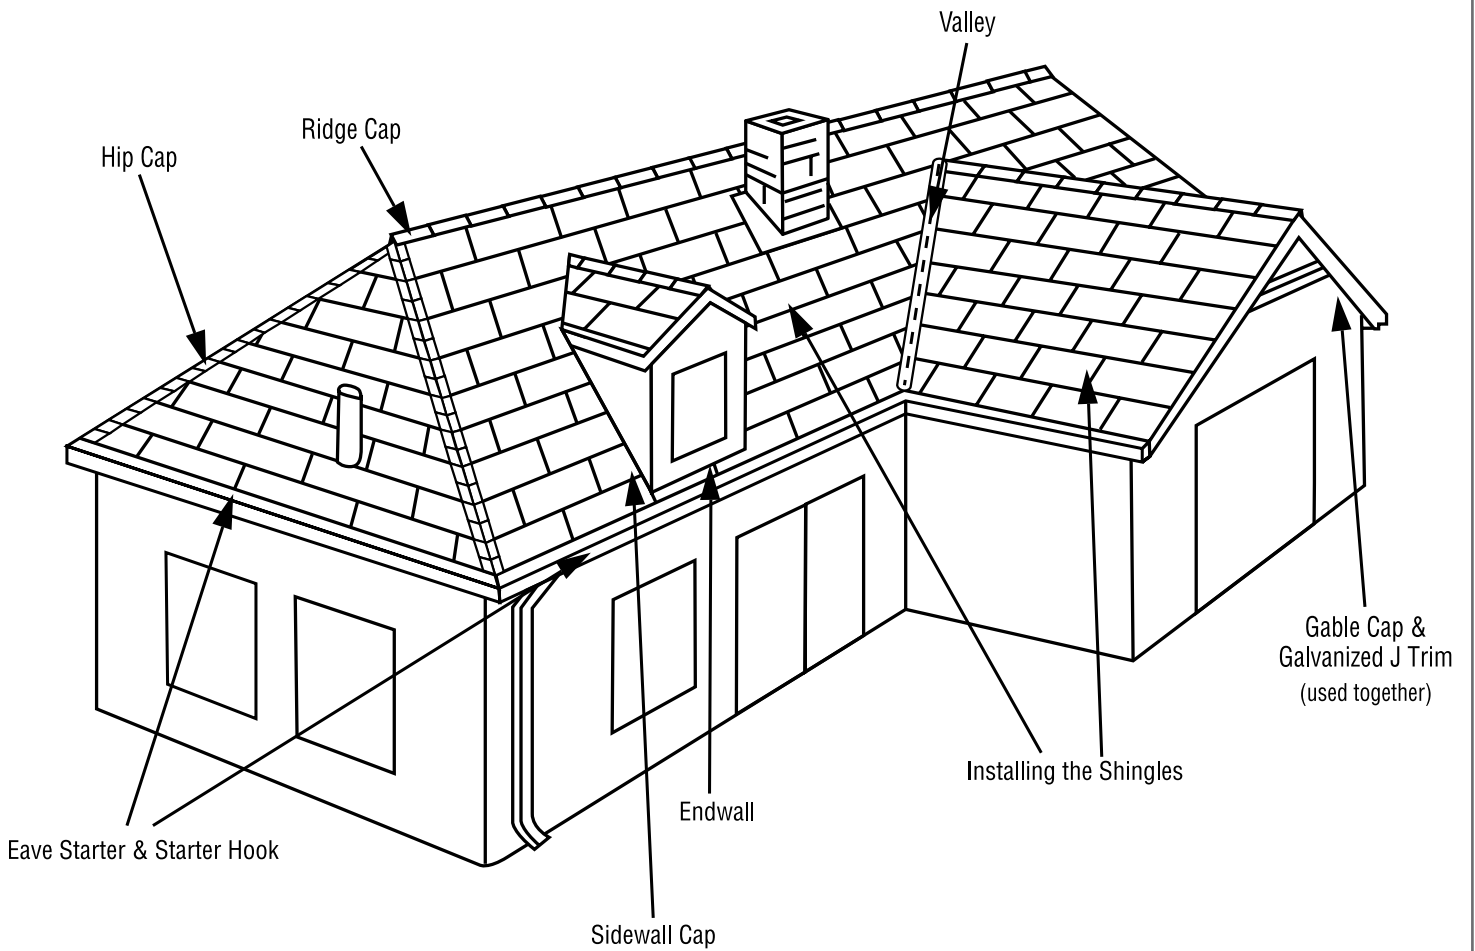 Valley
Ridge Cap
Hip Cap
Gable Cap &
Galvanized J Trim
(used together)
Installing the Shingles
Endwall
Eave Starter & Starter Hook
Sidewall Cap